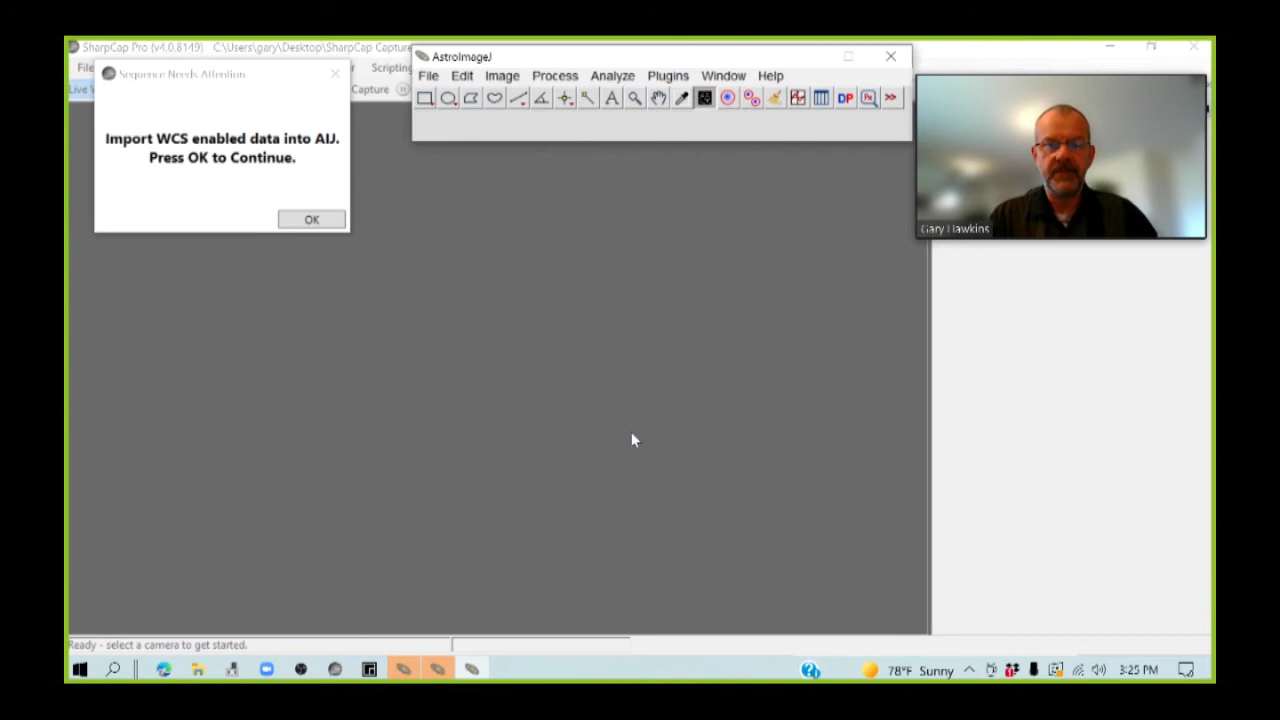 SharpCap Pro (v4.0.8149) C:\Users\gary\Desktop\SharpCap Capture
AstroImageJ
File
Scripting
Sequence Needs Attention
File Edit Image Process Analyze Plugins Window Help
Live
Capture
A DP >>
Import WCS enabled data into AIJ.
Press OK to Continue.
OK
Gary Hawkins
Ready - select a camera to get started.
78°F Sunny
3:25 PM